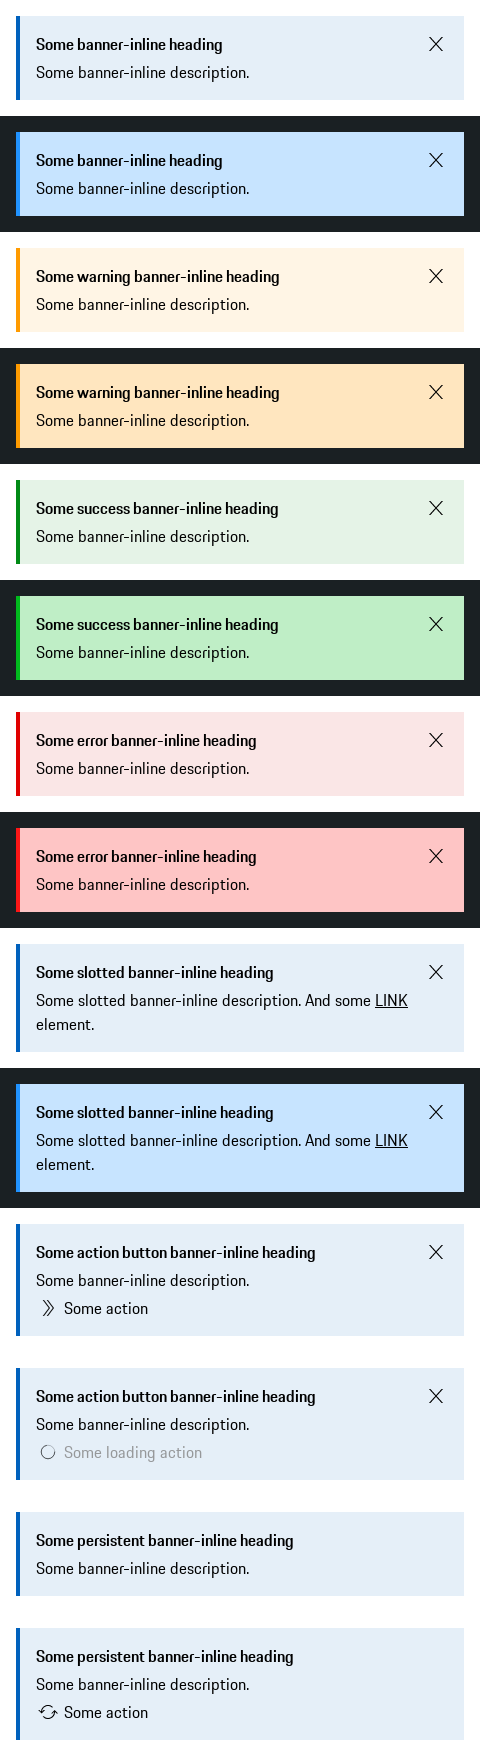 Some banner-inline heading
Some banner-inline description.
Some banner-inline heading
Some banner-inline description.
Some warning banner-inline heading
Some banner-inline description.
Some warning banner-inline heading
Some banner-inline description.
Some success banner-inline heading
Some banner-inline description.
Some success banner-inline heading
Some banner-inline description.
Some error banner-inline heading
Some banner-inline description.
Some error banner-inline heading
Some banner-inline description.
Some slotted banner-inline heading
Some slotted banner-inline description. And some LINK
element.
Some slotted banner-inline heading
Some slotted banner-inline description. And some LINK
element.
Some action button banner-inline heading
Some banner-inline description.
Some action
Some action button banner-inline heading
Some banner-inline description.
Some loading action
Some persistent banner-inline heading
Some banner-inline description.
Some persistent banner-inline heading
Some banner-inline description.
Some action